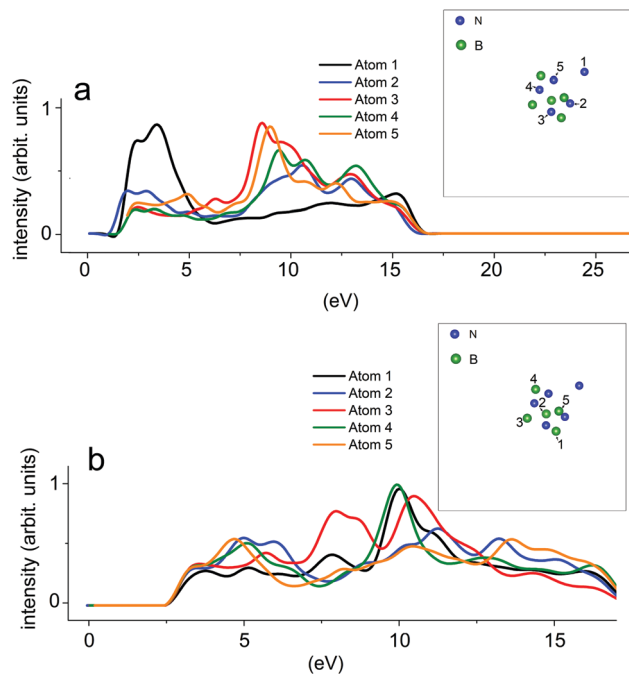 a
Atom 1
Atom 2
Atom 3
Atom 4
Atom 5
N
B
5
1
4
2
3
intensity (arbit. units)
1
0
0
5
10
15
20
25
(eV)
b
Atom 1
Atom 2
Atom 3
Atom 4
Atom 5
N
B
4
2
5
3
1
intensity (arbit. units)
1
0
0
5
10
15
(eV)